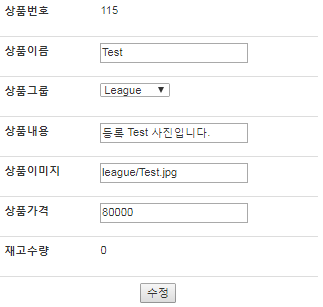 상품번호 115
상품이름 Test
상품그룹 League
상품내용 등록 Test 사진입니다.
상품이미지 league/Test.jpg
상품가격 80000
재고수량 0
수정